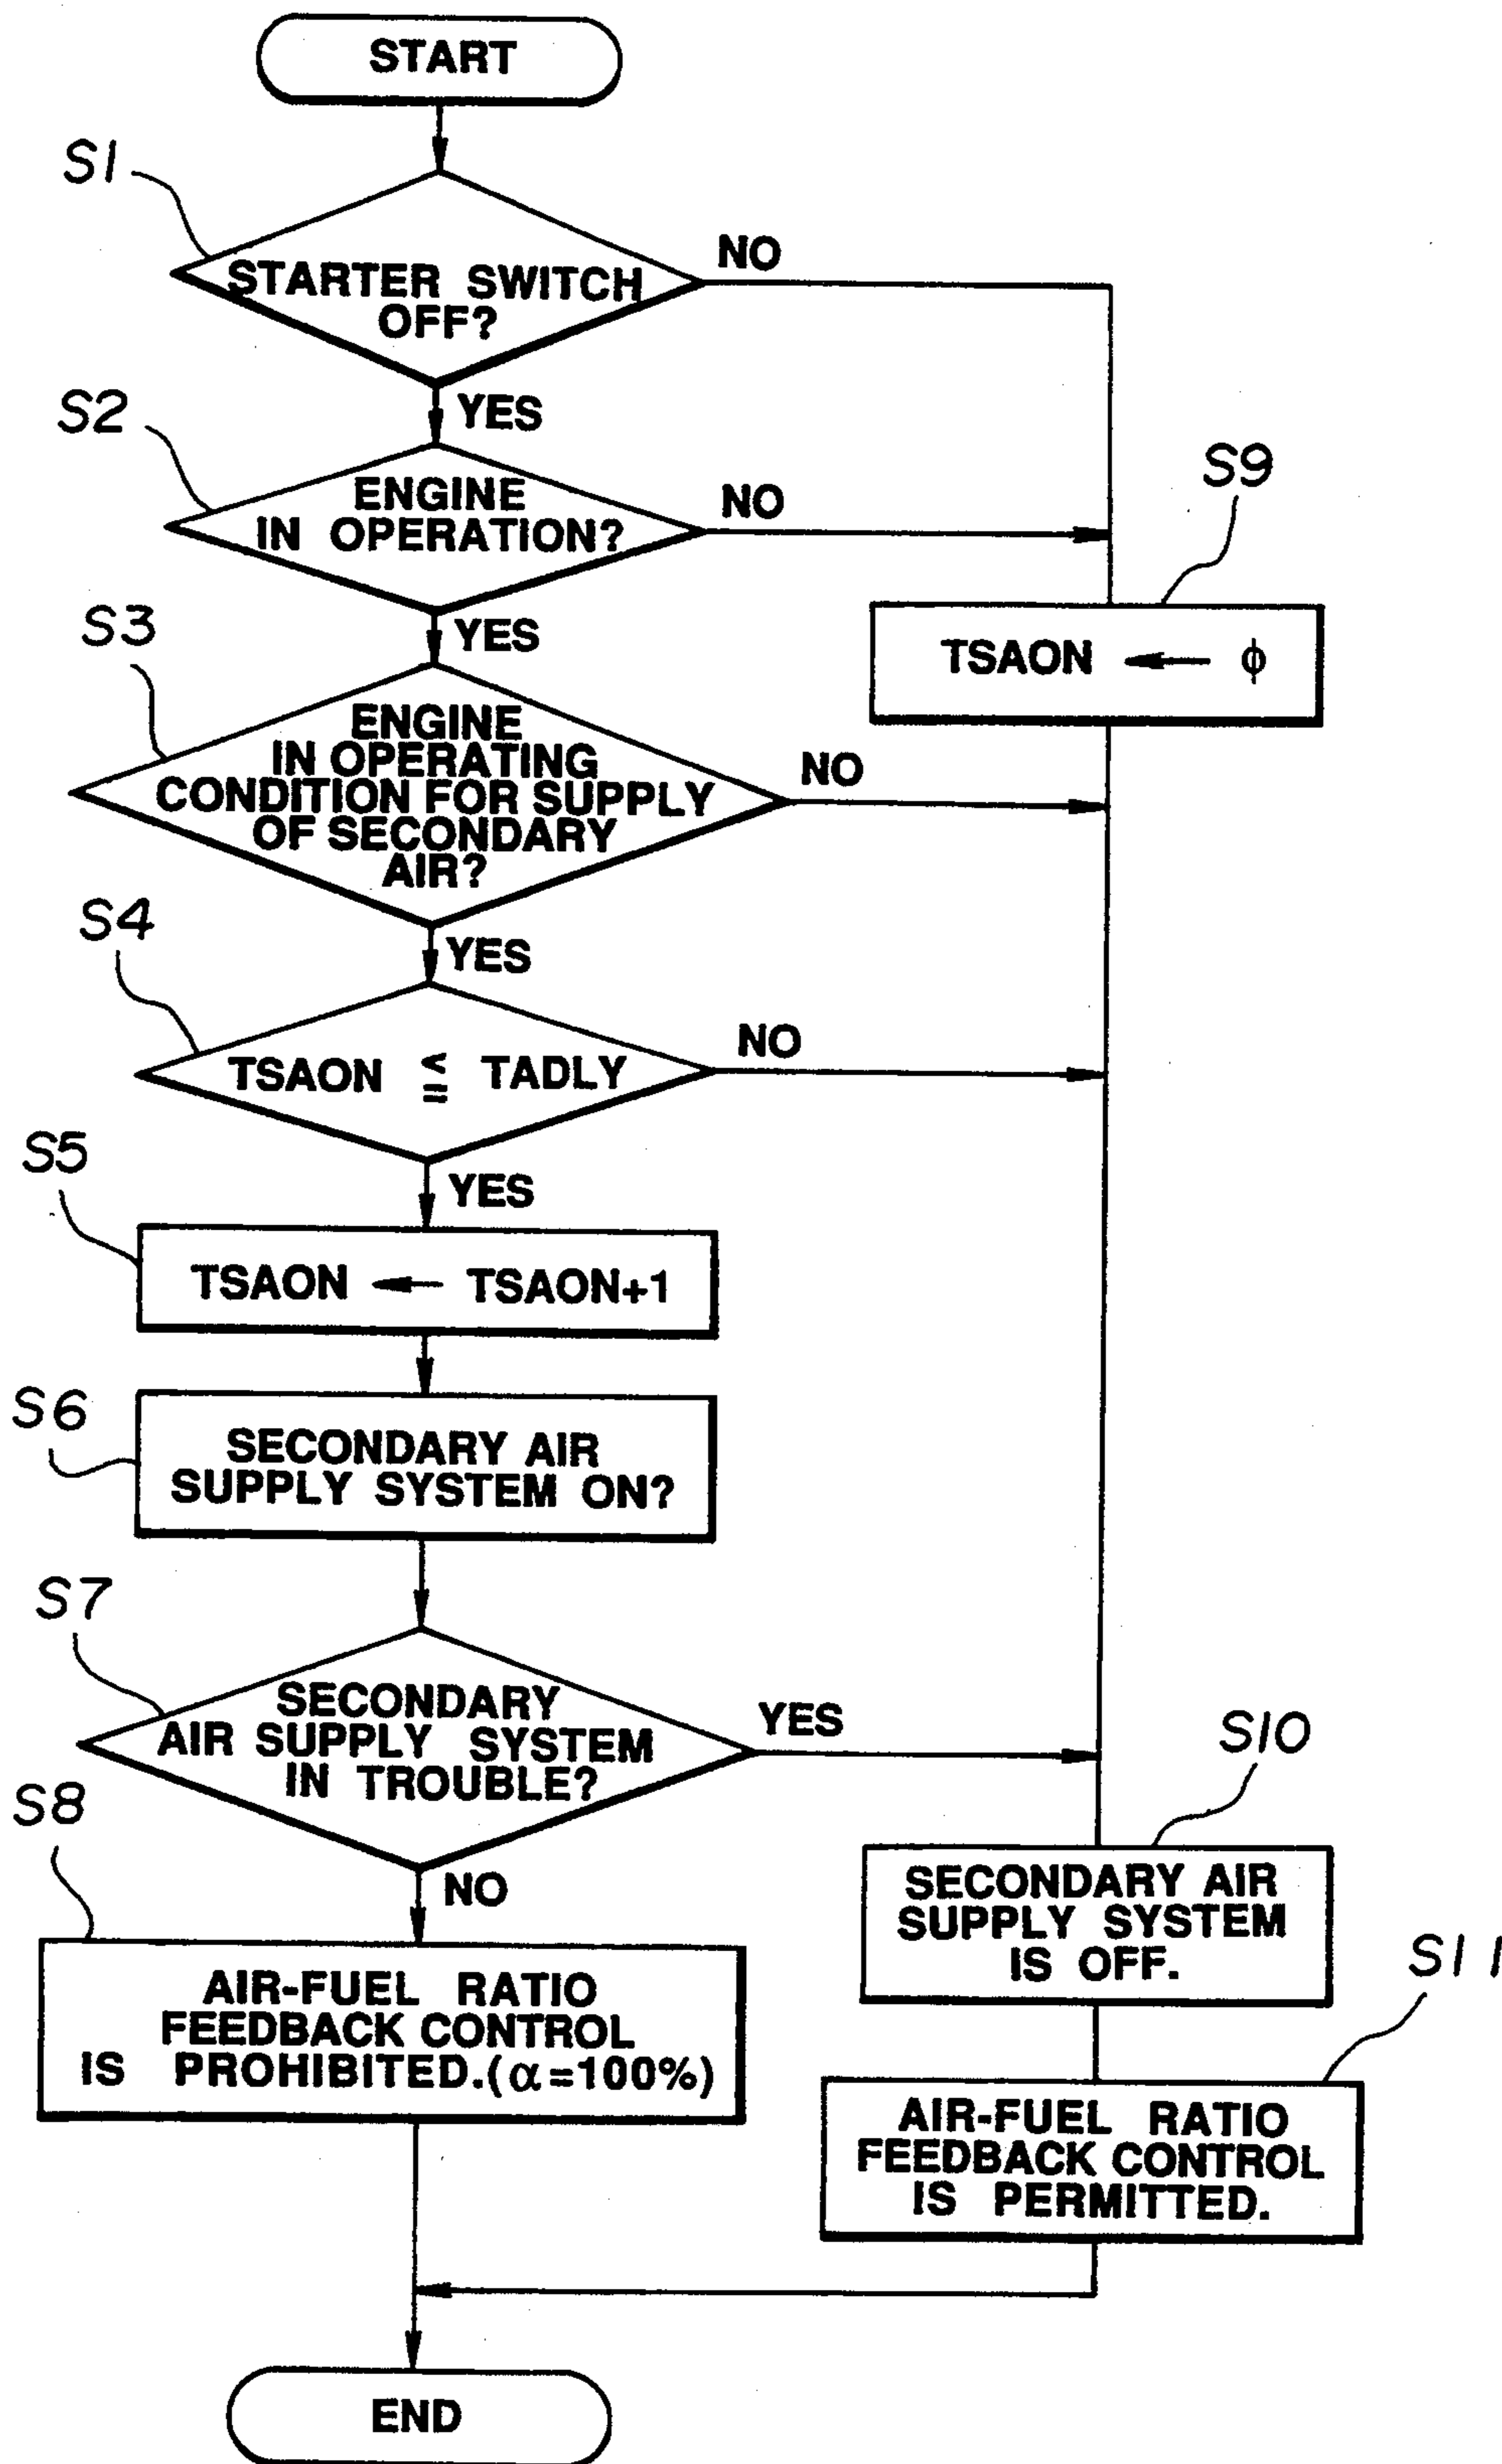 START
S1
STARTER SWITCH
OFF?
NO
YES
S2
ENGINE
IN OPERATION?
NO
YES
S9
TSAON ← φ
S3
ENGINE
IN OPERATING
CONDITION FOR SUPPLY
OF SECONDARY
AIR?
NO
YES
S4
TSAON ≦ TADLY
NO
YES
S5
TSAON ← TSAON+1
S6
SECONDARY AIR
SUPPLY SYSTEM ON?
S7
SECONDARY
AIR SUPPLY SYSTEM
IN TROUBLE?
YES
NO
S8
AIR-FUEL RATIO
FEEDBACK CONTROL
IS PROHIBITED.(α=100%)
S10
SECONDARY AIR
SUPPLY SYSTEM
IS OFF.
S11
AIR-FUEL RATIO
FEEDBACK CONTROL
IS PERMITTED.
END